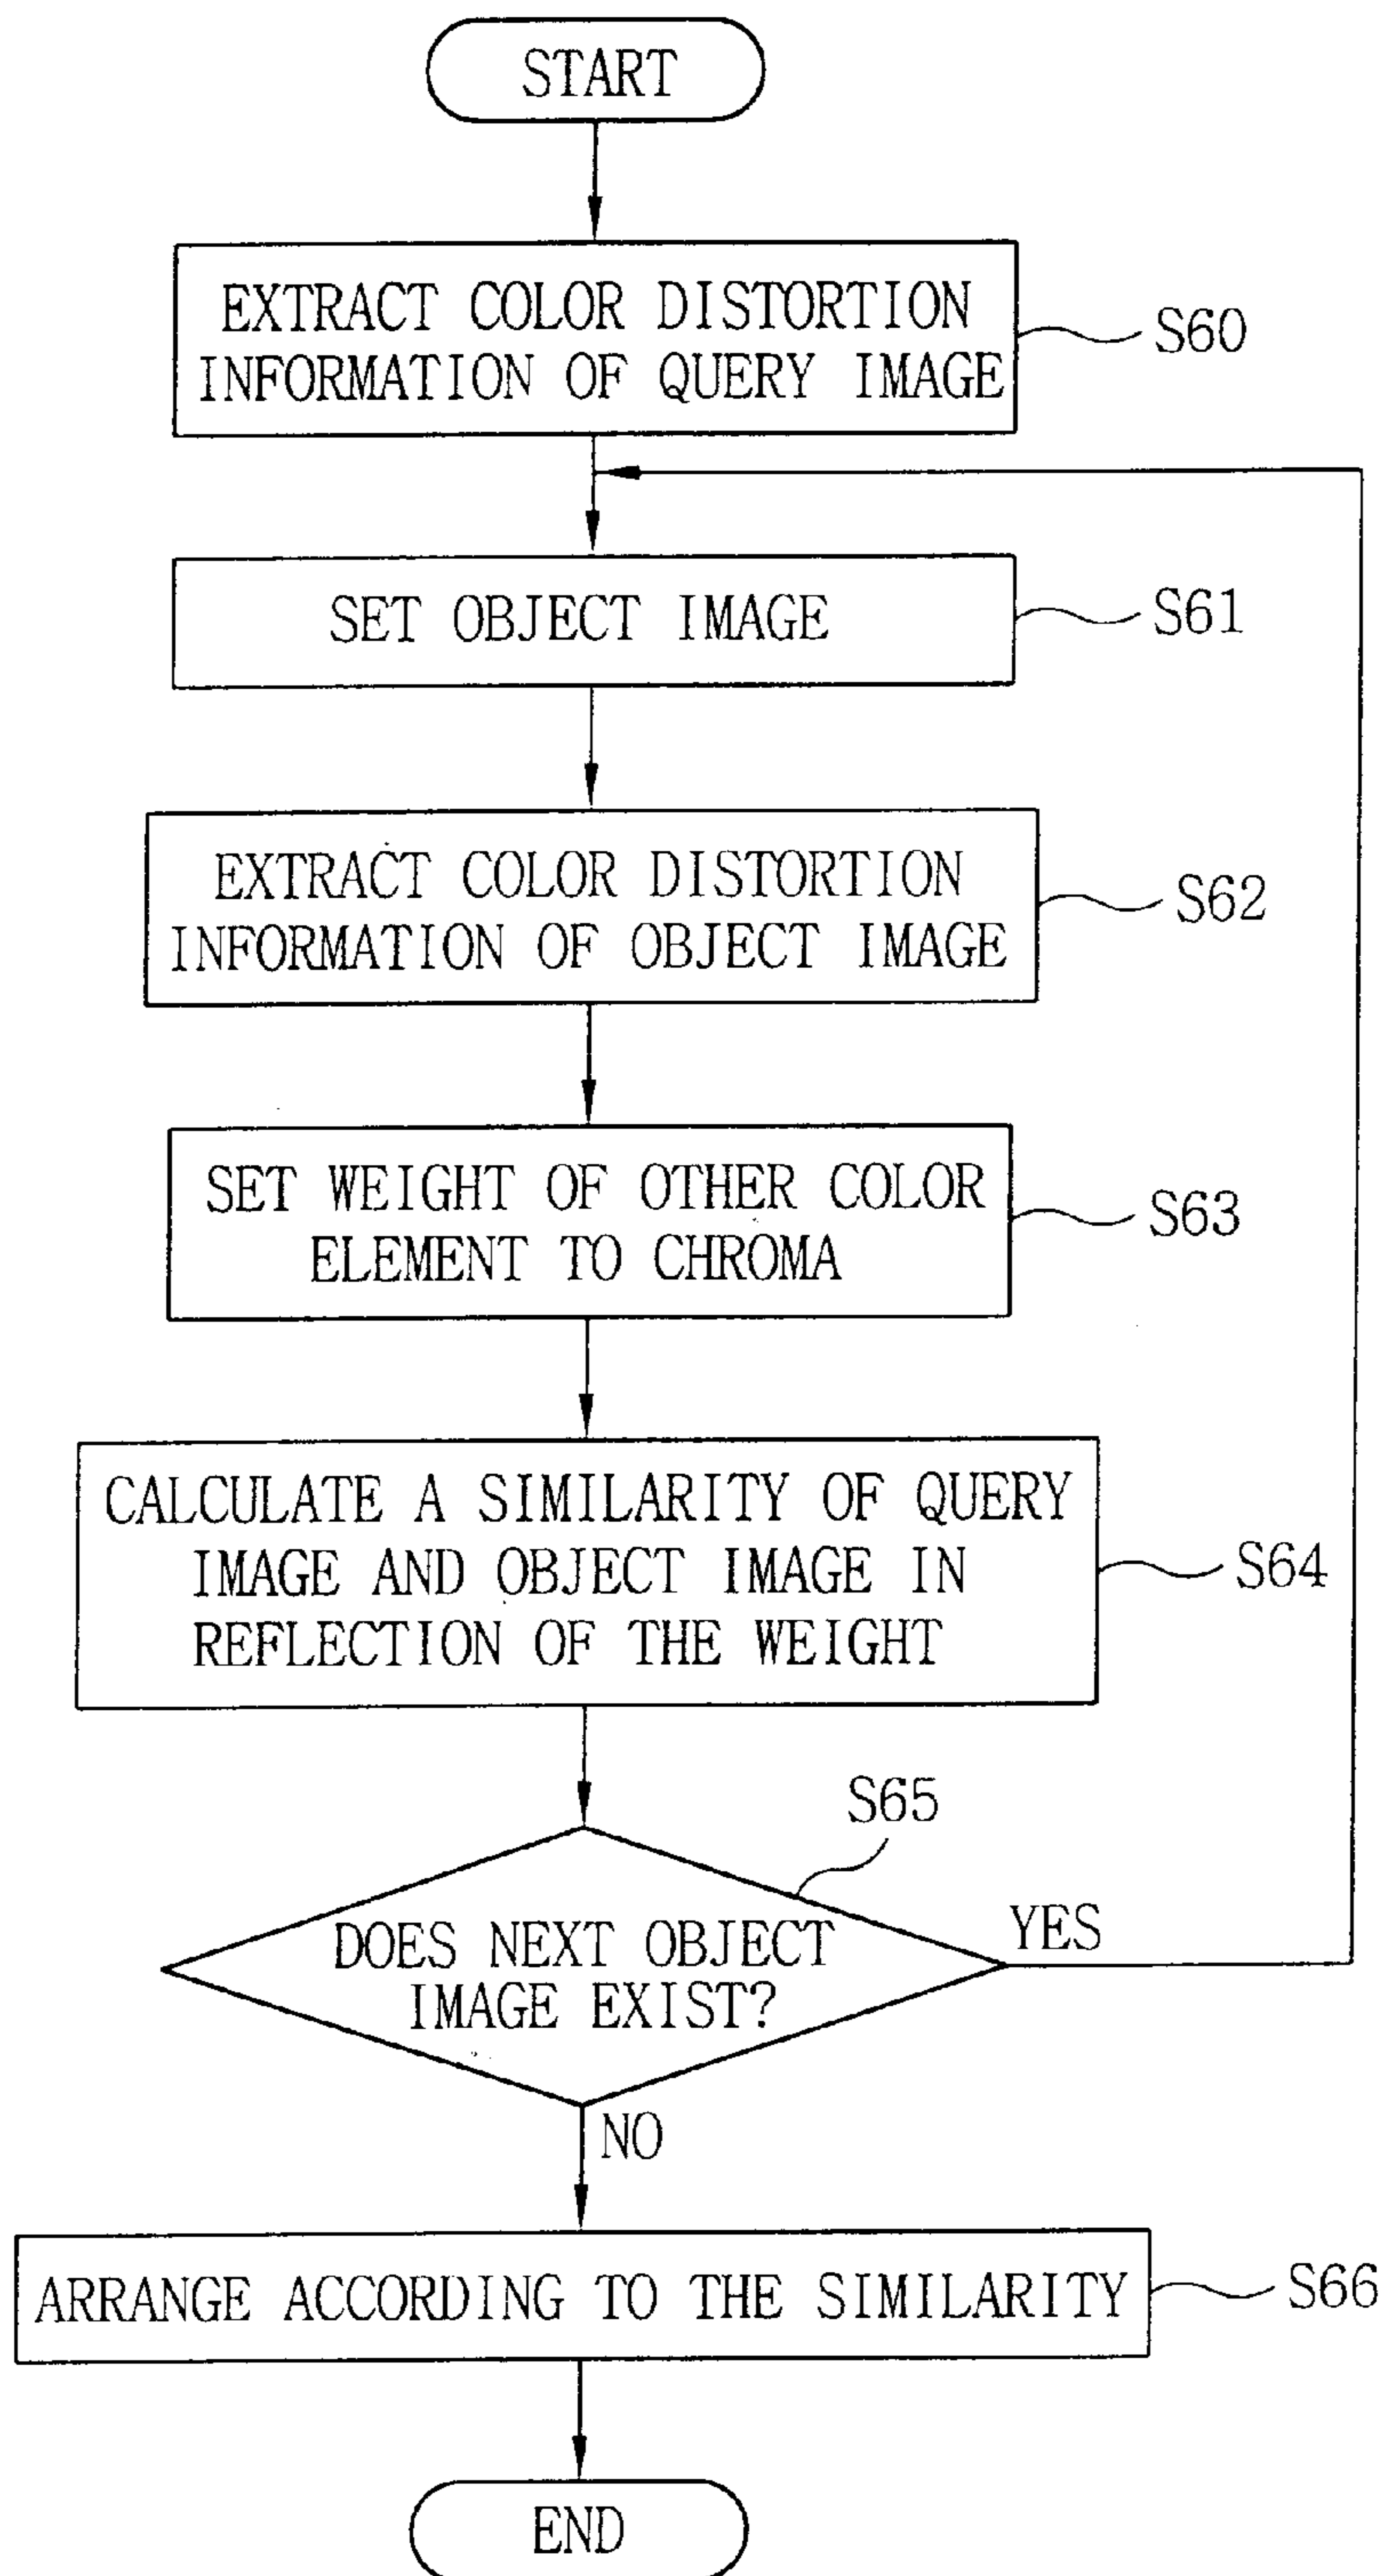 START
EXTRACT COLOR DISTORTION
INFORMATION OF QUERY IMAGE
S60
SET OBJECT IMAGE
S61
EXTRACT COLOR DISTORTION
INFORMATION OF OBJECT IMAGE
S62
SET WEIGHT OF OTHER COLOR
ELEMENT TO CHROMA
S63
CALCULATE A SIMILARITY OF QUERY
IMAGE AND OBJECT IMAGE IN
REFLECTION OF THE WEIGHT
S64
S65
DOES NEXT OBJECT
IMAGE EXIST?
YES
NO
ARRANGE ACCORDING TO THE SIMILARITY
S66
END